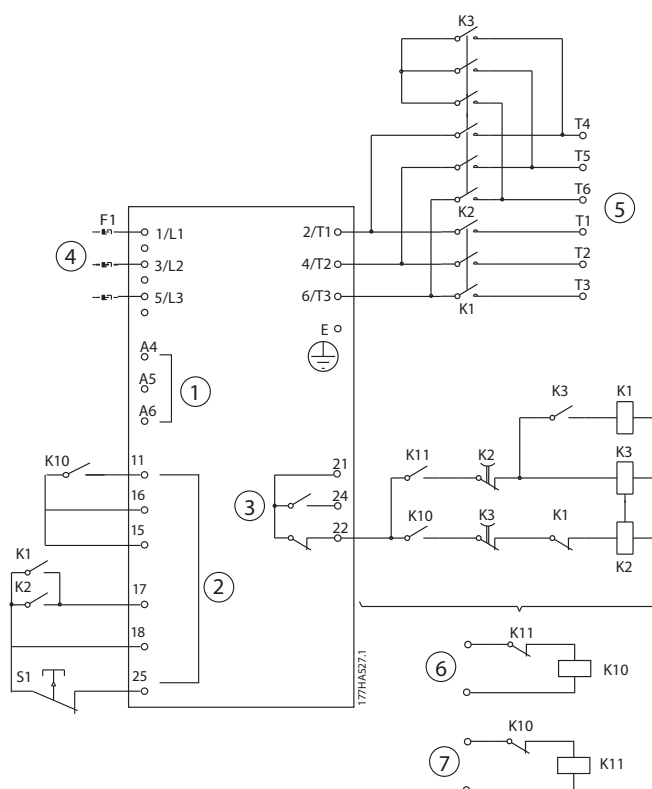 K3
T4
T5
T6
K2
5
F1
1/L1
2/T1
T1
4
3/L2
4/T2
T2
5/L3
6/T3
T3
K1
E
A4
A5
1
A6
K3
K1
K10
11
21
K11
K2
K3
16
3
24
K10
K3
K1
15
22
K1
K2
K2
17
2
18
S1
25
177HA527.1
K11
6
K10
K10
7
K11